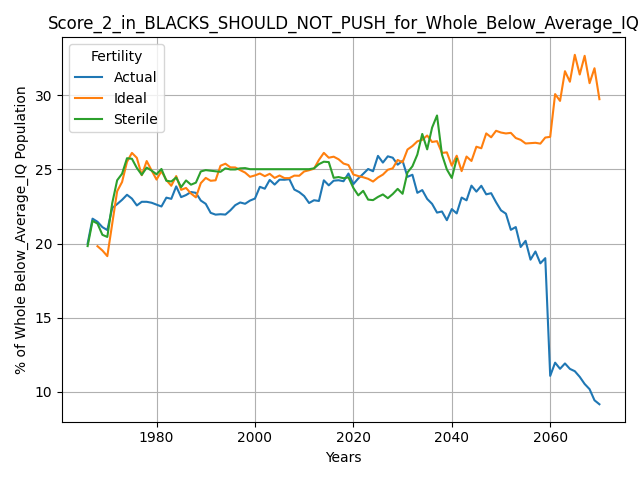 Score_2_in_BLACKS_SHOULD_NOT_PUSH_for_Whole_Below_Average_IQ
Fertility
Actual
Ideal
Sterile
% of Whole Below_Average_IQ Population
30
25
20
15
10
1980
2000
2020
2040
2060
Years